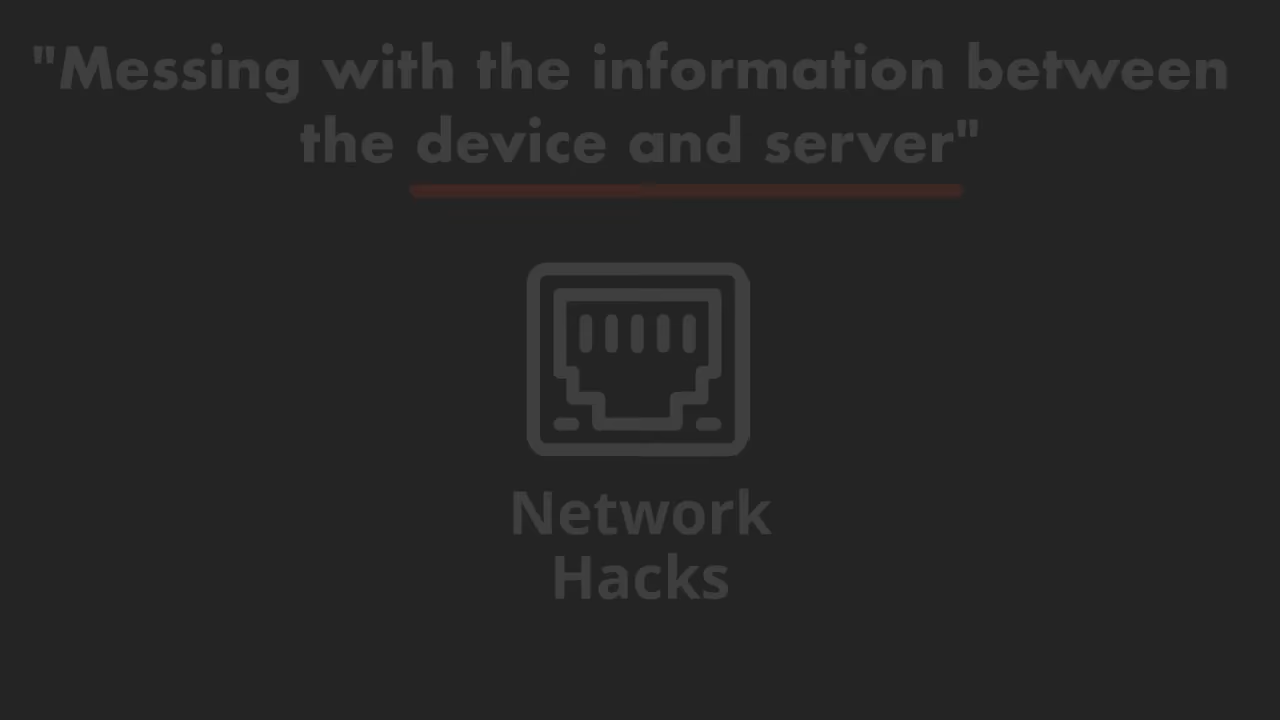 "Messing with the information between
the device and server"
Network
Hacks